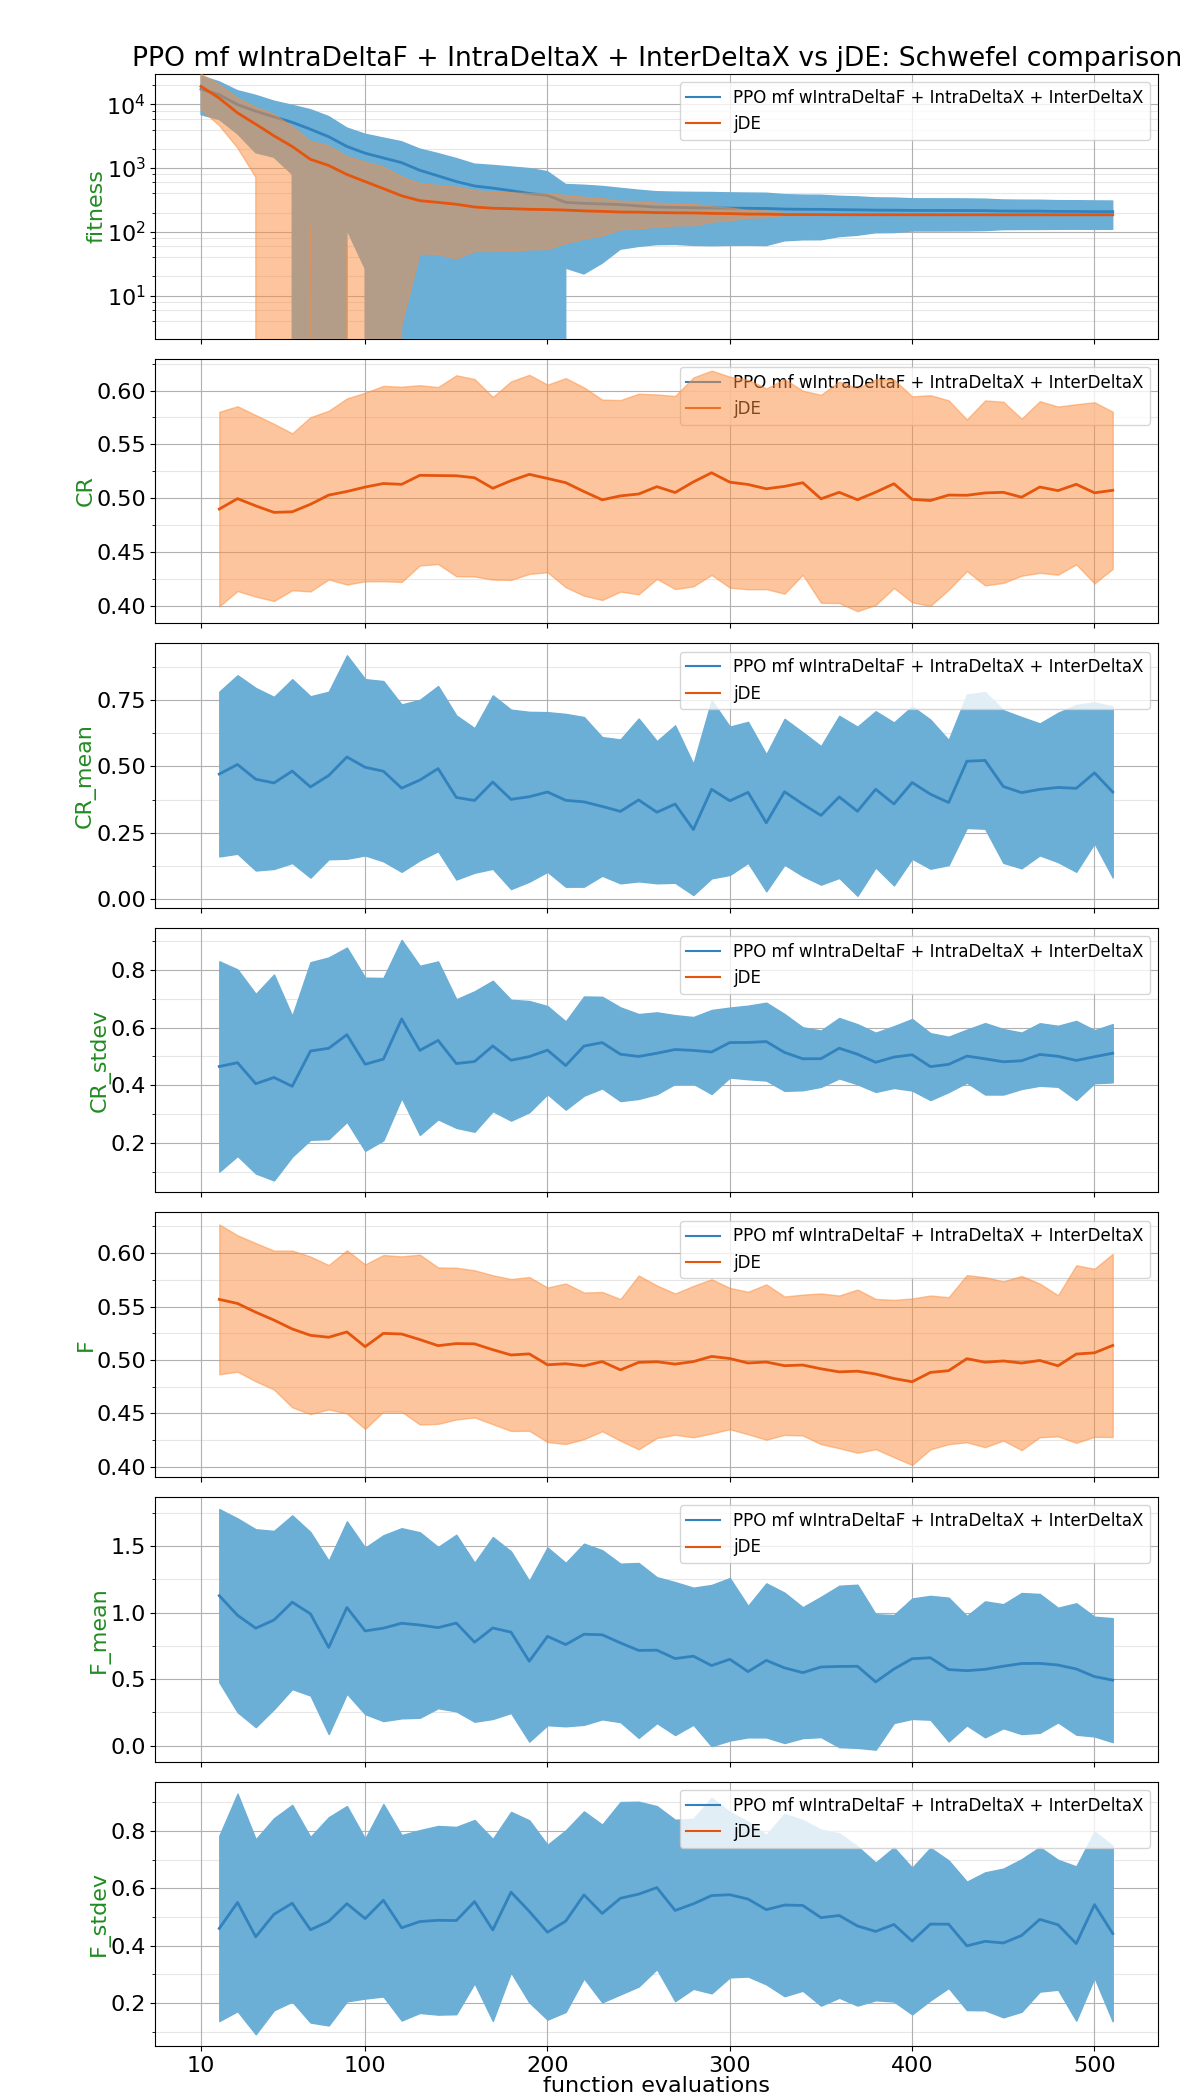 PPO mf wIntraDeltaF + IntraDeltaX + InterDeltaX vs jDE: Schwefel comparison
PPO mf wIntraDeltaF + IntraDeltaX + InterDeltaX
jDE
fitness
10⁴
10³
10²
10¹
PPO mf wIntraDeltaF + IntraDeltaX + InterDeltaX
jDE
CR
0.60
0.55
0.50
0.45
0.40
PPO mf wIntraDeltaF + IntraDeltaX + InterDeltaX
jDE
CR_mean
0.75
0.50
0.25
0.00
PPO mf wIntraDeltaF + IntraDeltaX + InterDeltaX
jDE
CR_stdev
0.8
0.6
0.4
0.2
PPO mf wIntraDeltaF + IntraDeltaX + InterDeltaX
jDE
F
0.60
0.55
0.50
0.45
0.40
PPO mf wIntraDeltaF + IntraDeltaX + InterDeltaX
jDE
F_mean
1.5
1.0
0.5
0.0
PPO mf wIntraDeltaF + IntraDeltaX + InterDeltaX
jDE
F_stdev
0.8
0.6
0.4
0.2
10 100 200 300 400 500
function evaluations